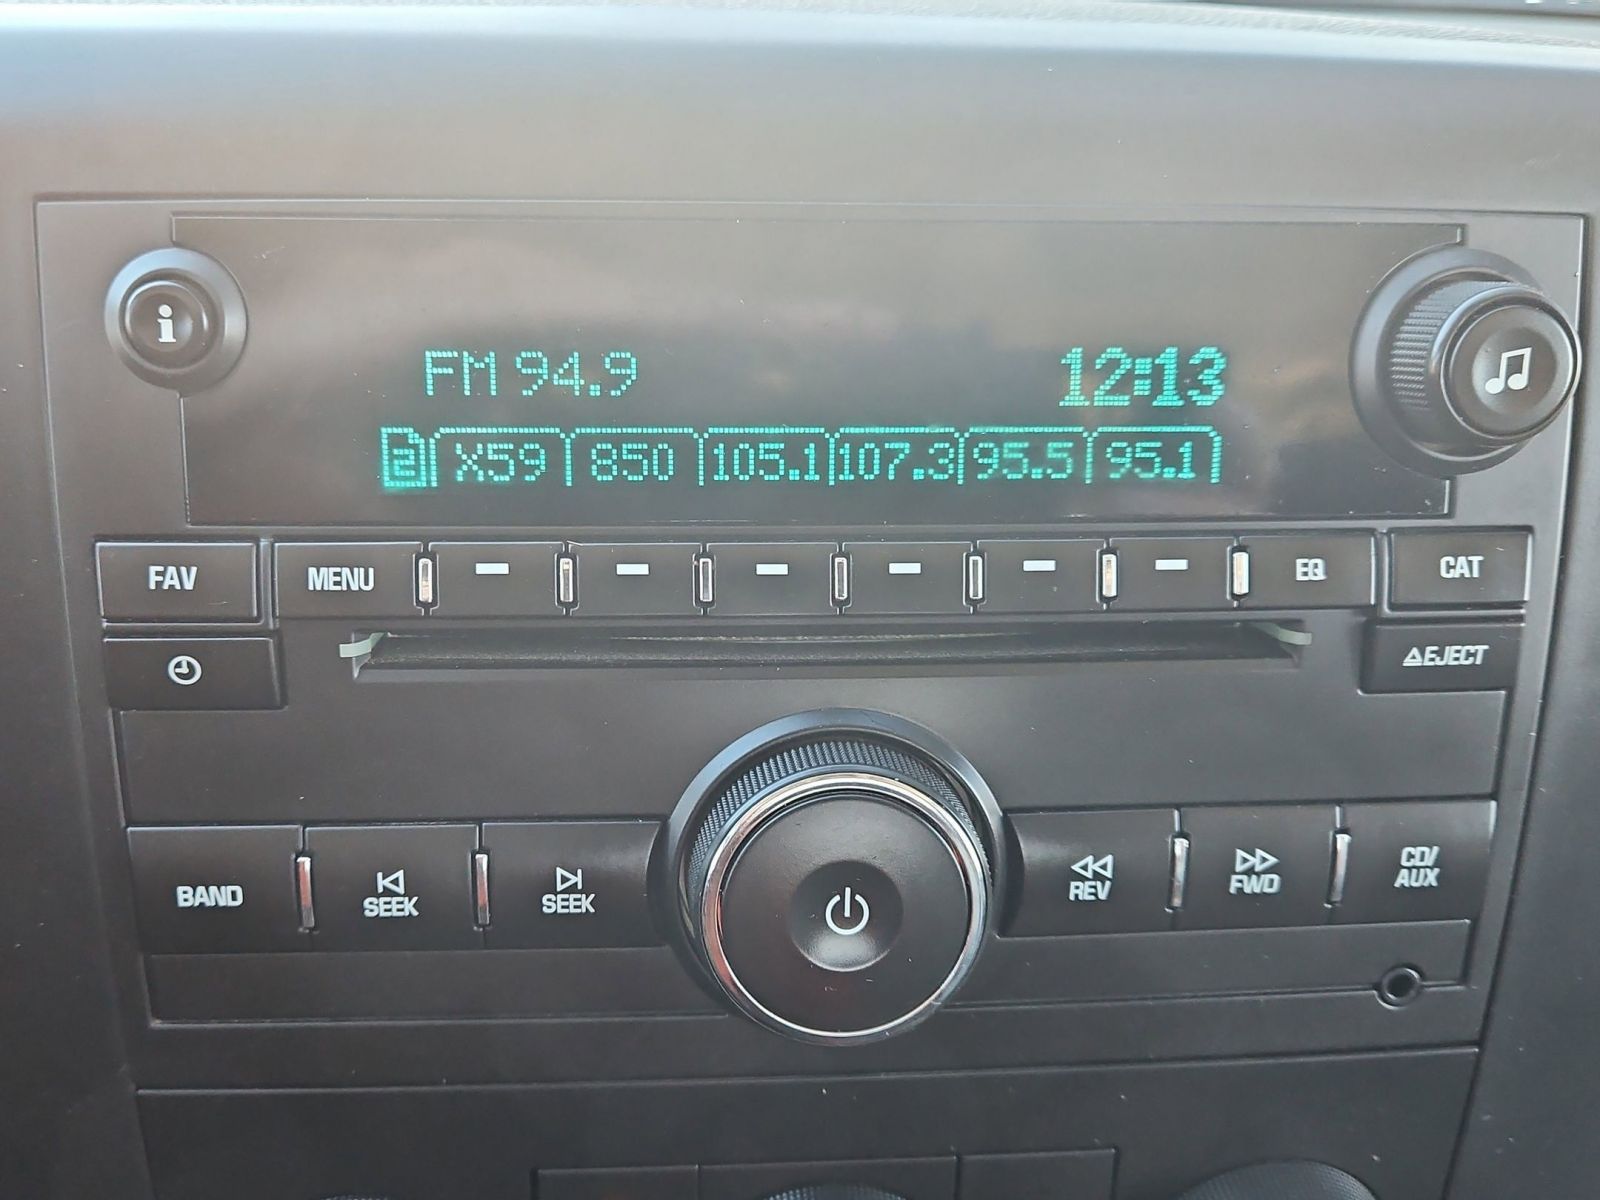 i
FM 94.9 12:13
2 X59 850 105.1 107.3 95.5 95.1
FAV MENU EQ CAT
EJECT
BAND SEEK SEEK REV FWD CD/
AUX